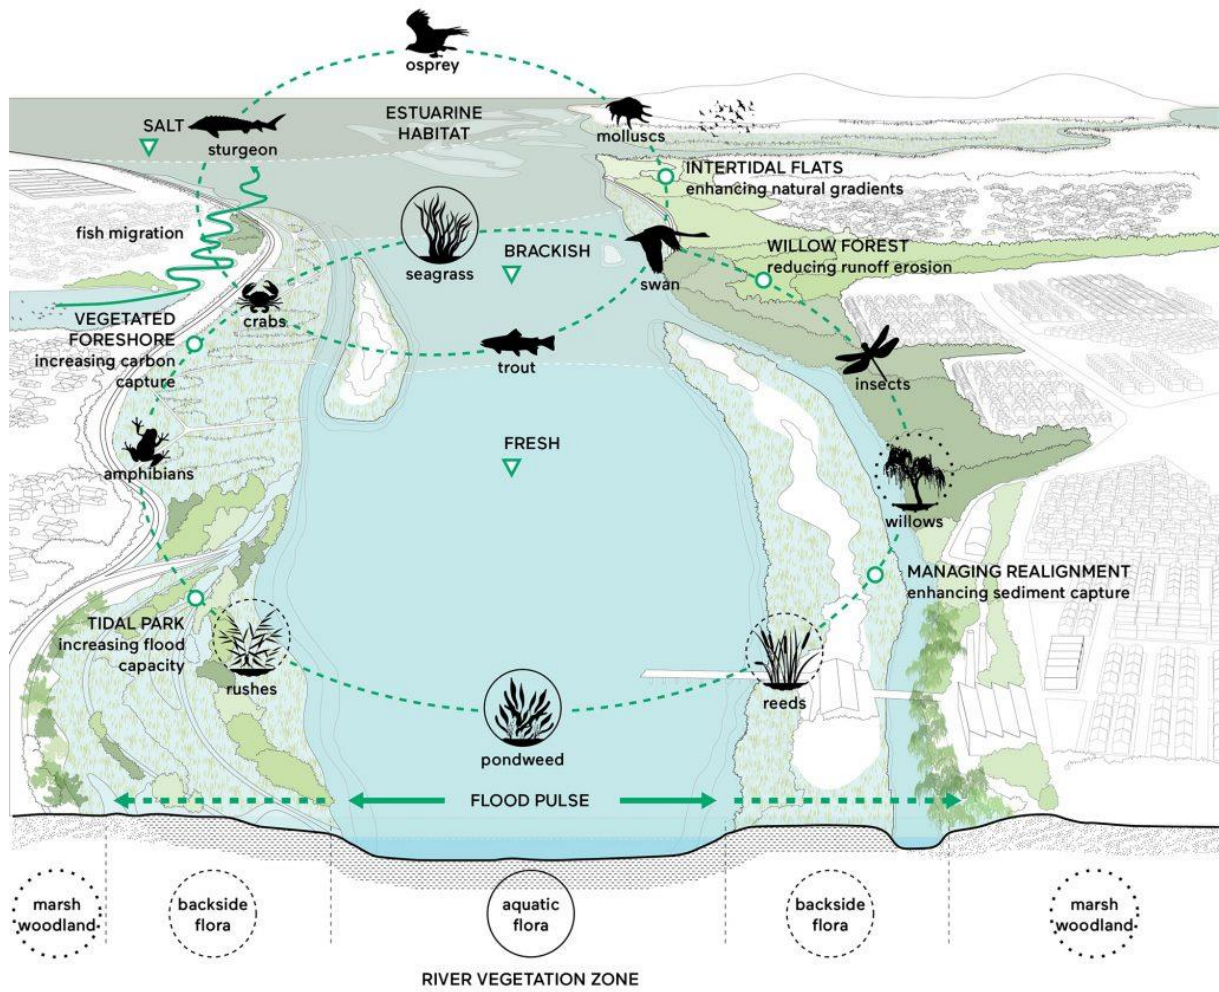 osprey
SALT
sturgeon
ESTUARINE
HABITAT
molluscs
INTERTIDAL FLATS
enhancing natural gradients
fish migration
seagrass
BRACKISH
swan
WILLOW FOREST
reducing runoff erosion
crabs
VEGETATED
FORESHORE
increasing carbon
capture
trout
insects
amphibians
FRESH
willows
MANAGING REALIGNMENT
enhancing sediment capture
TIDAL PARK
increasing flood
capacity
rushes
reeds
pondweed
FLOOD PULSE
marsh
woodland
backside
flora
aquatic
flora
backside
flora
marsh
woodland
RIVER VEGETATION ZONE